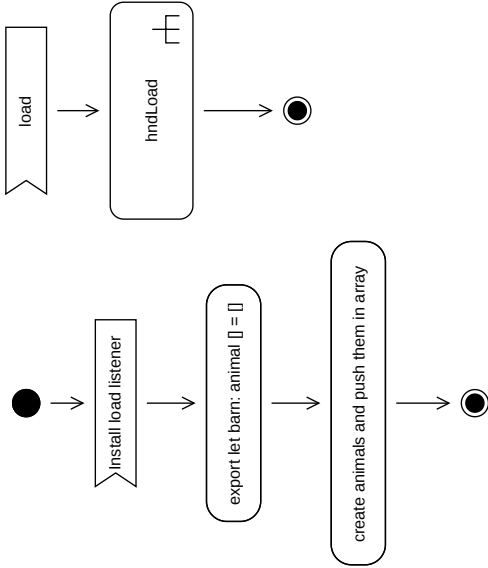 load
hndLoad
Install load listener
export let barn: animal [] = []
create animals and push them in array